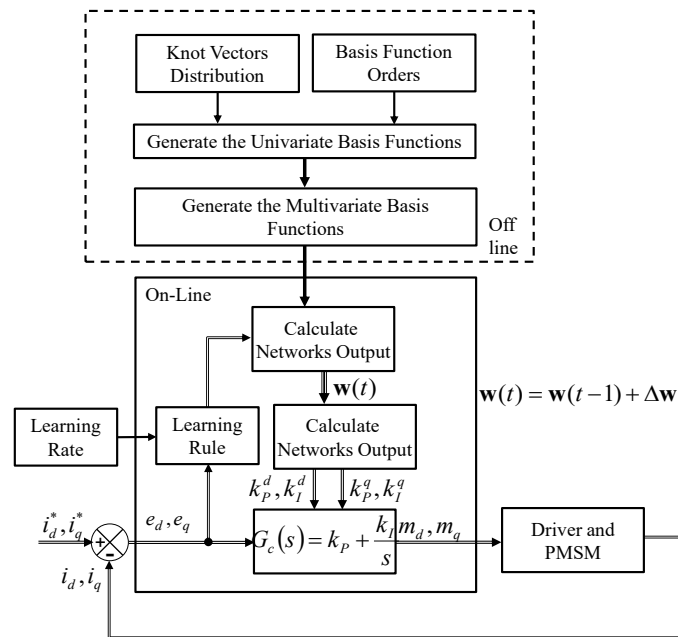 Knot Vectors
Distribution
Basis Function
Orders
Generate the Univariate Basis Functions
Generate the Multivariate Basis
Functions
Off
line
On-Line
Calculate
Networks Output
w(t)
w(t) = w(t−1) + Δw
Learning
Rate
Learning
Rule
Calculate
Networks Output
k_P^d, k_I^d
k_P^q, k_I^q
i_d^*, i_q^*
+
-
e_d, e_q
G_c(s) = k_P + k_I/s
m_d, m_q
Driver and
PMSM
i_d, i_q